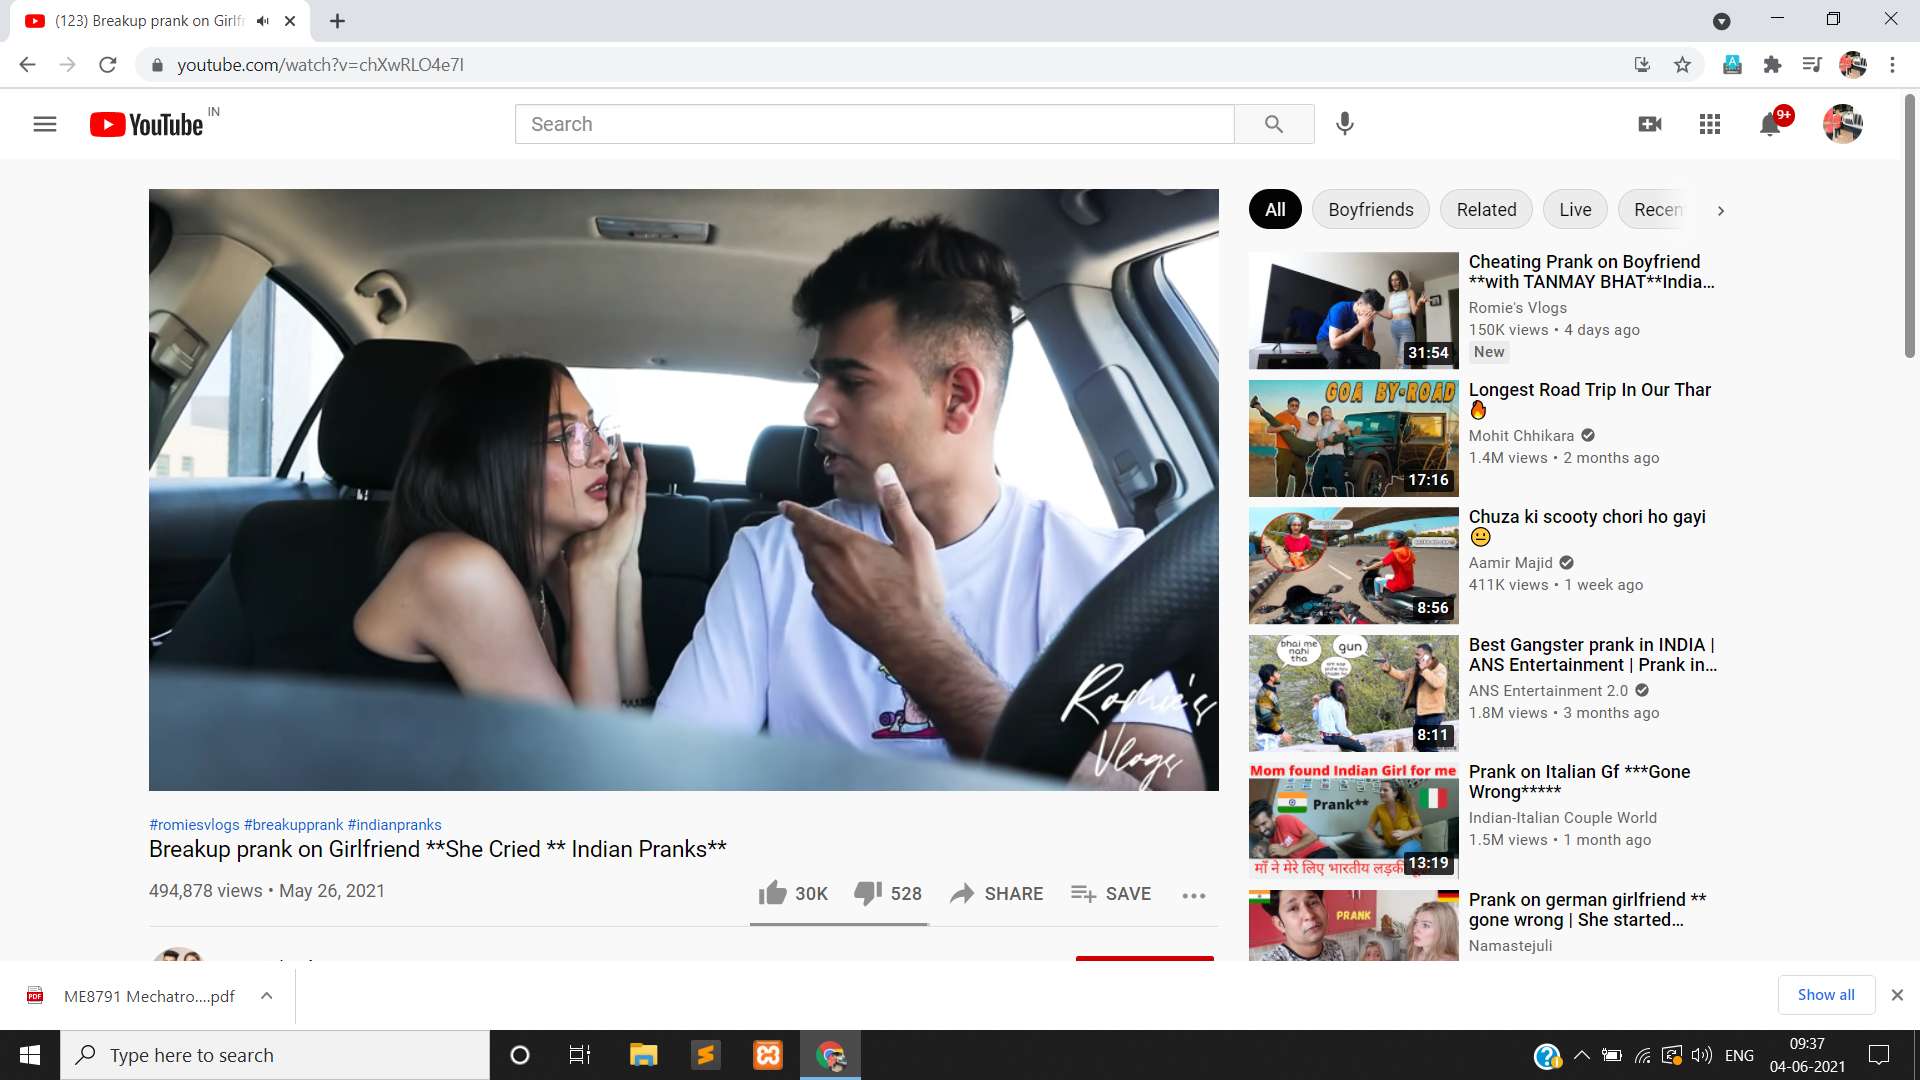 (123) Breakup prank on Girlf
youtube.com/watch?v=chXwRLO4e7I
YouTube IN
Search
9+
Romie's
Vlogs
#romiesvlogs #breakupprank #indianpranks
Breakup prank on Girlfriend **She Cried ** Indian Pranks**
494,878 views • May 26, 2021
30K
528
SHARE
SAVE
All
Boyfriends
Related
Live
Recen
31:54
Cheating Prank on Boyfriend
**with TANMAY BHAT**India...
Romie's Vlogs
150K views • 4 days ago
New
GOA BY-ROAD
17:16
Longest Road Trip In Our Thar
Mohit Chhikara
1.4M views • 2 months ago
8:56
Chuza ki scooty chori ho gayi
Aamir Majid
411K views • 1 week ago
bhai me
nahi
tha
gun
8:11
Best Gangster prank in INDIA |
ANS Entertainment | Prank in...
ANS Entertainment 2.0
1.8M views • 3 months ago
Mom found Indian Girl for me
Prank**
माँ ने मेरे लिए भारतीय लड़की
13:19
Prank on Italian Gf ***Gone
Wrong*****
Indian-Italian Couple World
1.5M views • 1 month ago
PRANK
Prank on german girlfriend **
gone wrong | She started...
Namastejuli
PDF
ME8791 Mechatro....pdf
Show all
Type here to search
ENG
09:37
04-06-2021